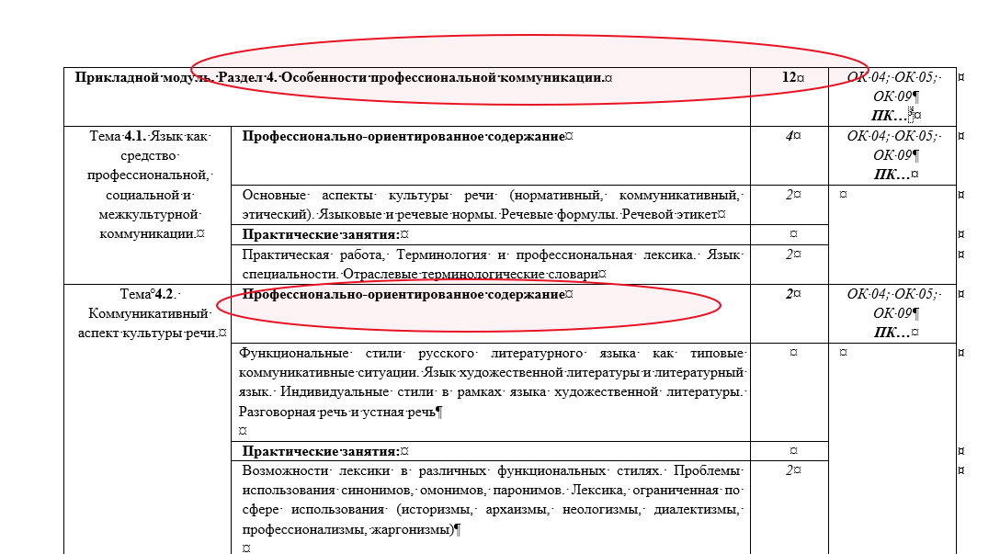 Прикладной модуль. Раздел 4. Особенности профессиональной коммуникации.¤ 12¤ ОК 04; ОК 05; ¤
ОК 09¶
ПК…¤
Тема 4.1. Язык как средство профессиональной, социальной и межкультурной коммуникации.¤
Профессионально-ориентированное содержание¤ 4¤ ОК 04; ОК 05; ¤
ОК 09¶
ПК…¤
Основные аспекты культуры речи (нормативный, коммуникативный, 2¤ ¤ ¤
этический). Языковые и речевые нормы. Речевые формулы. Речевой этикет¤
Практические занятия:¤ ¤ ¤
Практическая работа, Терминология и профессиональная лексика. Язык 2¤ ¤
специальности. Отраслевые терминологические словари¤
Тема°4.2.
Коммуникативный
аспект культуры речи.¤
Профессионально-ориентированное содержание¤ 2¤ ОК 04; ОК 05; ¤
ОК 09¶
ПК…¤
Функциональные стили русского литературного языка как типовые ¤ ¤ ¤
коммуникативные ситуации. Язык художественной литературы и литературный
язык. Индивидуальные стили в рамках языка художественной литературы.
Разговорная речь и устная речь¶
¤
Практические занятия:¤ ¤ ¤
Возможности лексики в различных функциональных стилях. Проблемы 2¤ ¤
использования синонимов, омонимов, паронимов. Лексика, ограниченная по
сфере использования (историзмы, архаизмы, неологизмы, диалектизмы,
профессионализмы, жаргонизмы)¶
¤